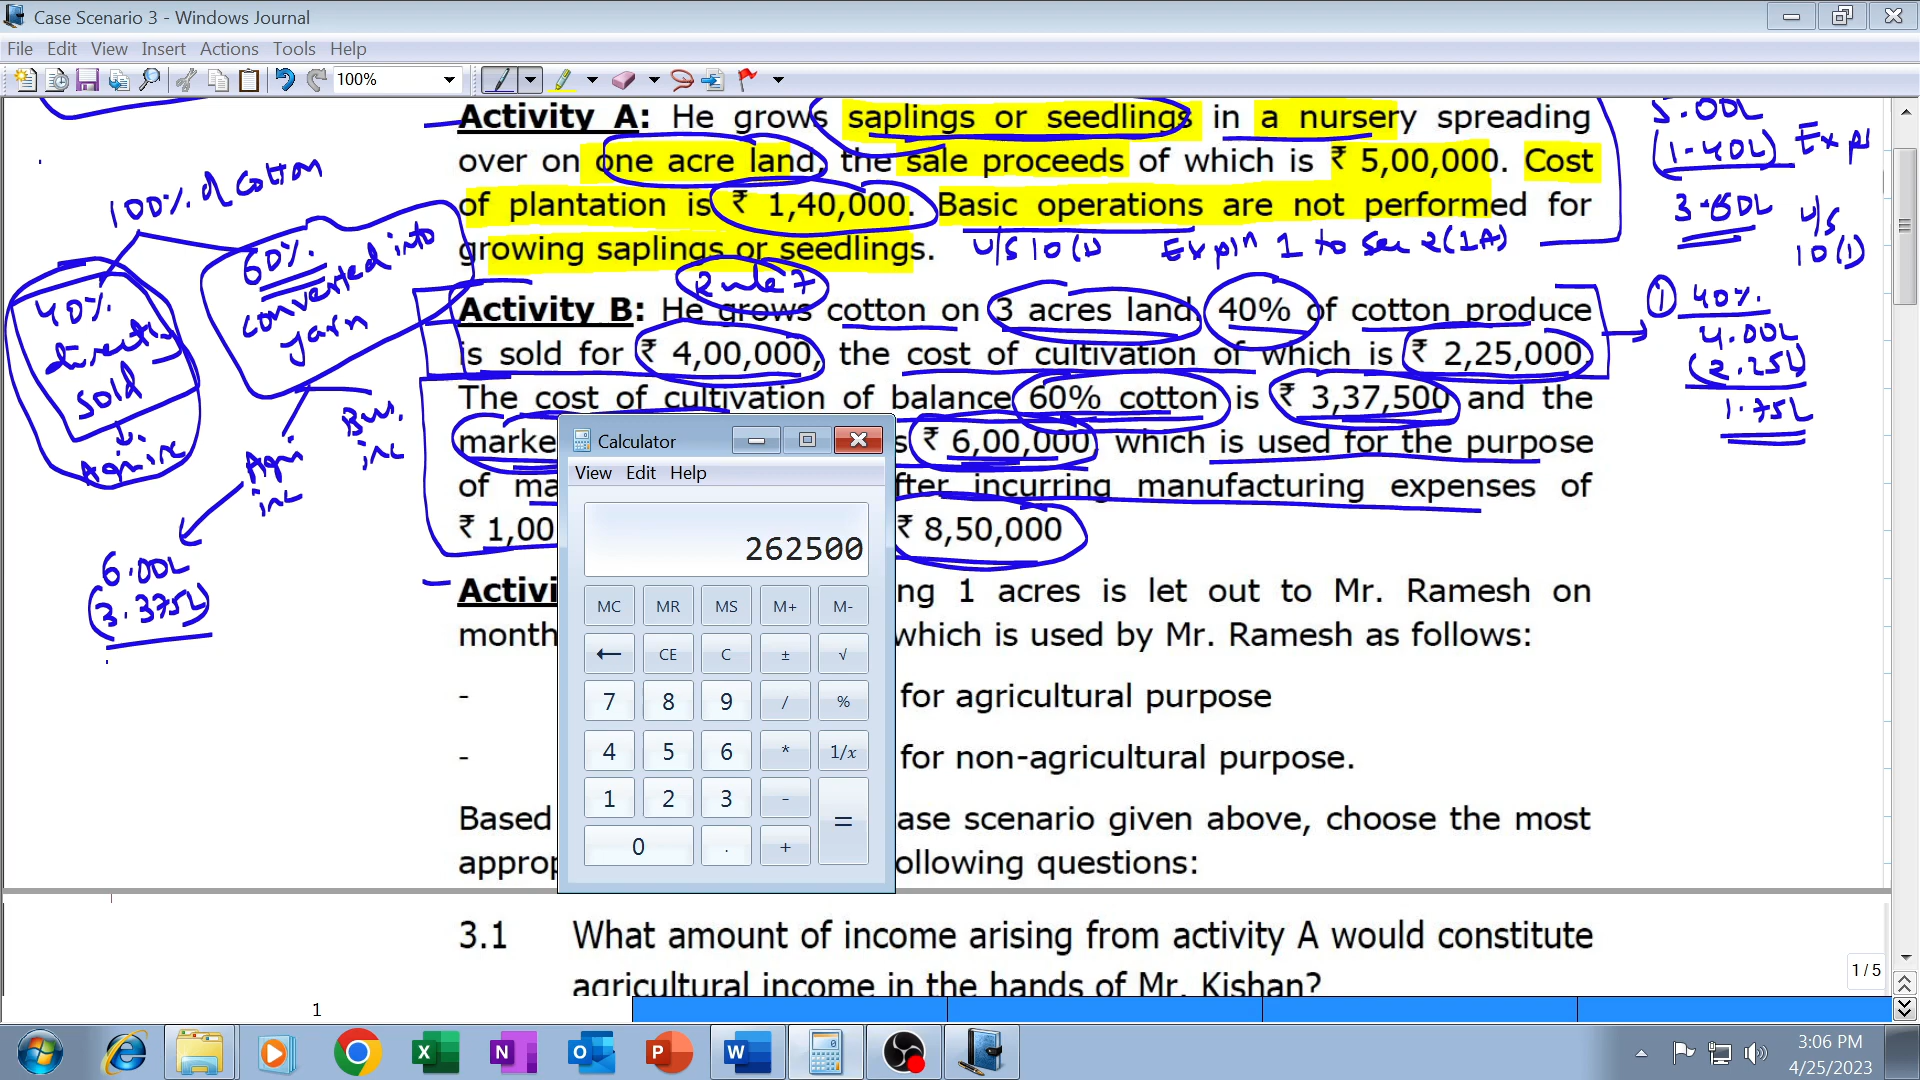 Case Scenario 3 - Windows Journal
File Edit View Insert Actions Tools Help
100%
Activity A: He grows saplings or seedlings in a nursery spreading
over on one acre land, the sale proceeds of which is ₹ 5,00,000. Cost
of plantation is ₹ 1,40,000. Basic operations are not performed for
growing saplings or seedlings.
u/s 10(1) Expln 1 to sec 2(1A)
5.00L
(1.40L) Exp
3.60L u/s
10(1)
100% of cotton
40%
directly
sold
Agri inc
60%
converted into
yarn
Agri
inc
Bus.
inc
6.00L
(3.375L)
Rule 7
Activity B: He grows cotton on 3 acres land, 40% of cotton produce
is sold for ₹ 4,00,000, the cost of cultivation of which is ₹ 2,25,000.
The cost of cultivation of balance 60% cotton is ₹ 3,37,500 and the
marke s ₹ 6,00,000 which is used for the purpose
of ma fter incurring manufacturing expenses of
₹ 1,00 ₹ 8,50,000
1 40%
4.00L
(2.25L)
1.75L
Activi ng 1 acres is let out to Mr. Ramesh on
month which is used by Mr. Ramesh as follows:
- for agricultural purpose
- for non-agricultural purpose.
Based ase scenario given above, choose the most
approp ollowing questions:
Calculator
View Edit Help
262500
MC MR MS M+ M-
← CE C ± √
7 8 9 / %
4 5 6 * 1/x
1 2 3 - =
0 . +
3.1 What amount of income arising from activity A would constitute
agricultural income in the hands of Mr. Kishan?
1 / 5
1
3:06 PM
4/25/2023